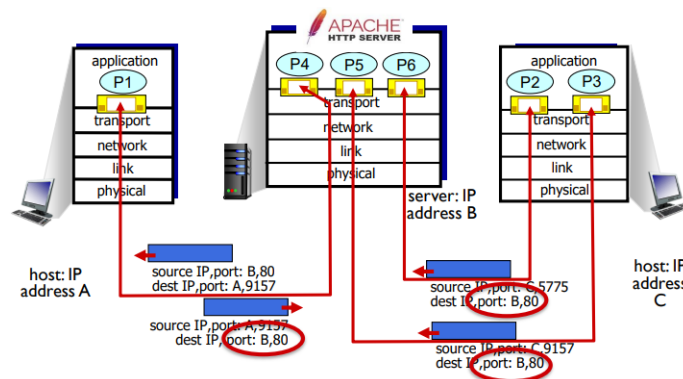 APACHE
HTTP SERVER
application
P1
transport
network
link
physical
P4
P5
P6
transport
network
link
physical
application
P2
P3
transport
network
link
physical
server: IP
address B
host: IP
address A
host: IP
address
C
source IP,port: B,80
dest IP,port: A,9157
source IP,port: A,9157
dest IP,port: B,80
source IP,port: C,5775
dest IP,port: B,80
source IP,port: C,9157
dest IP,port: B,80